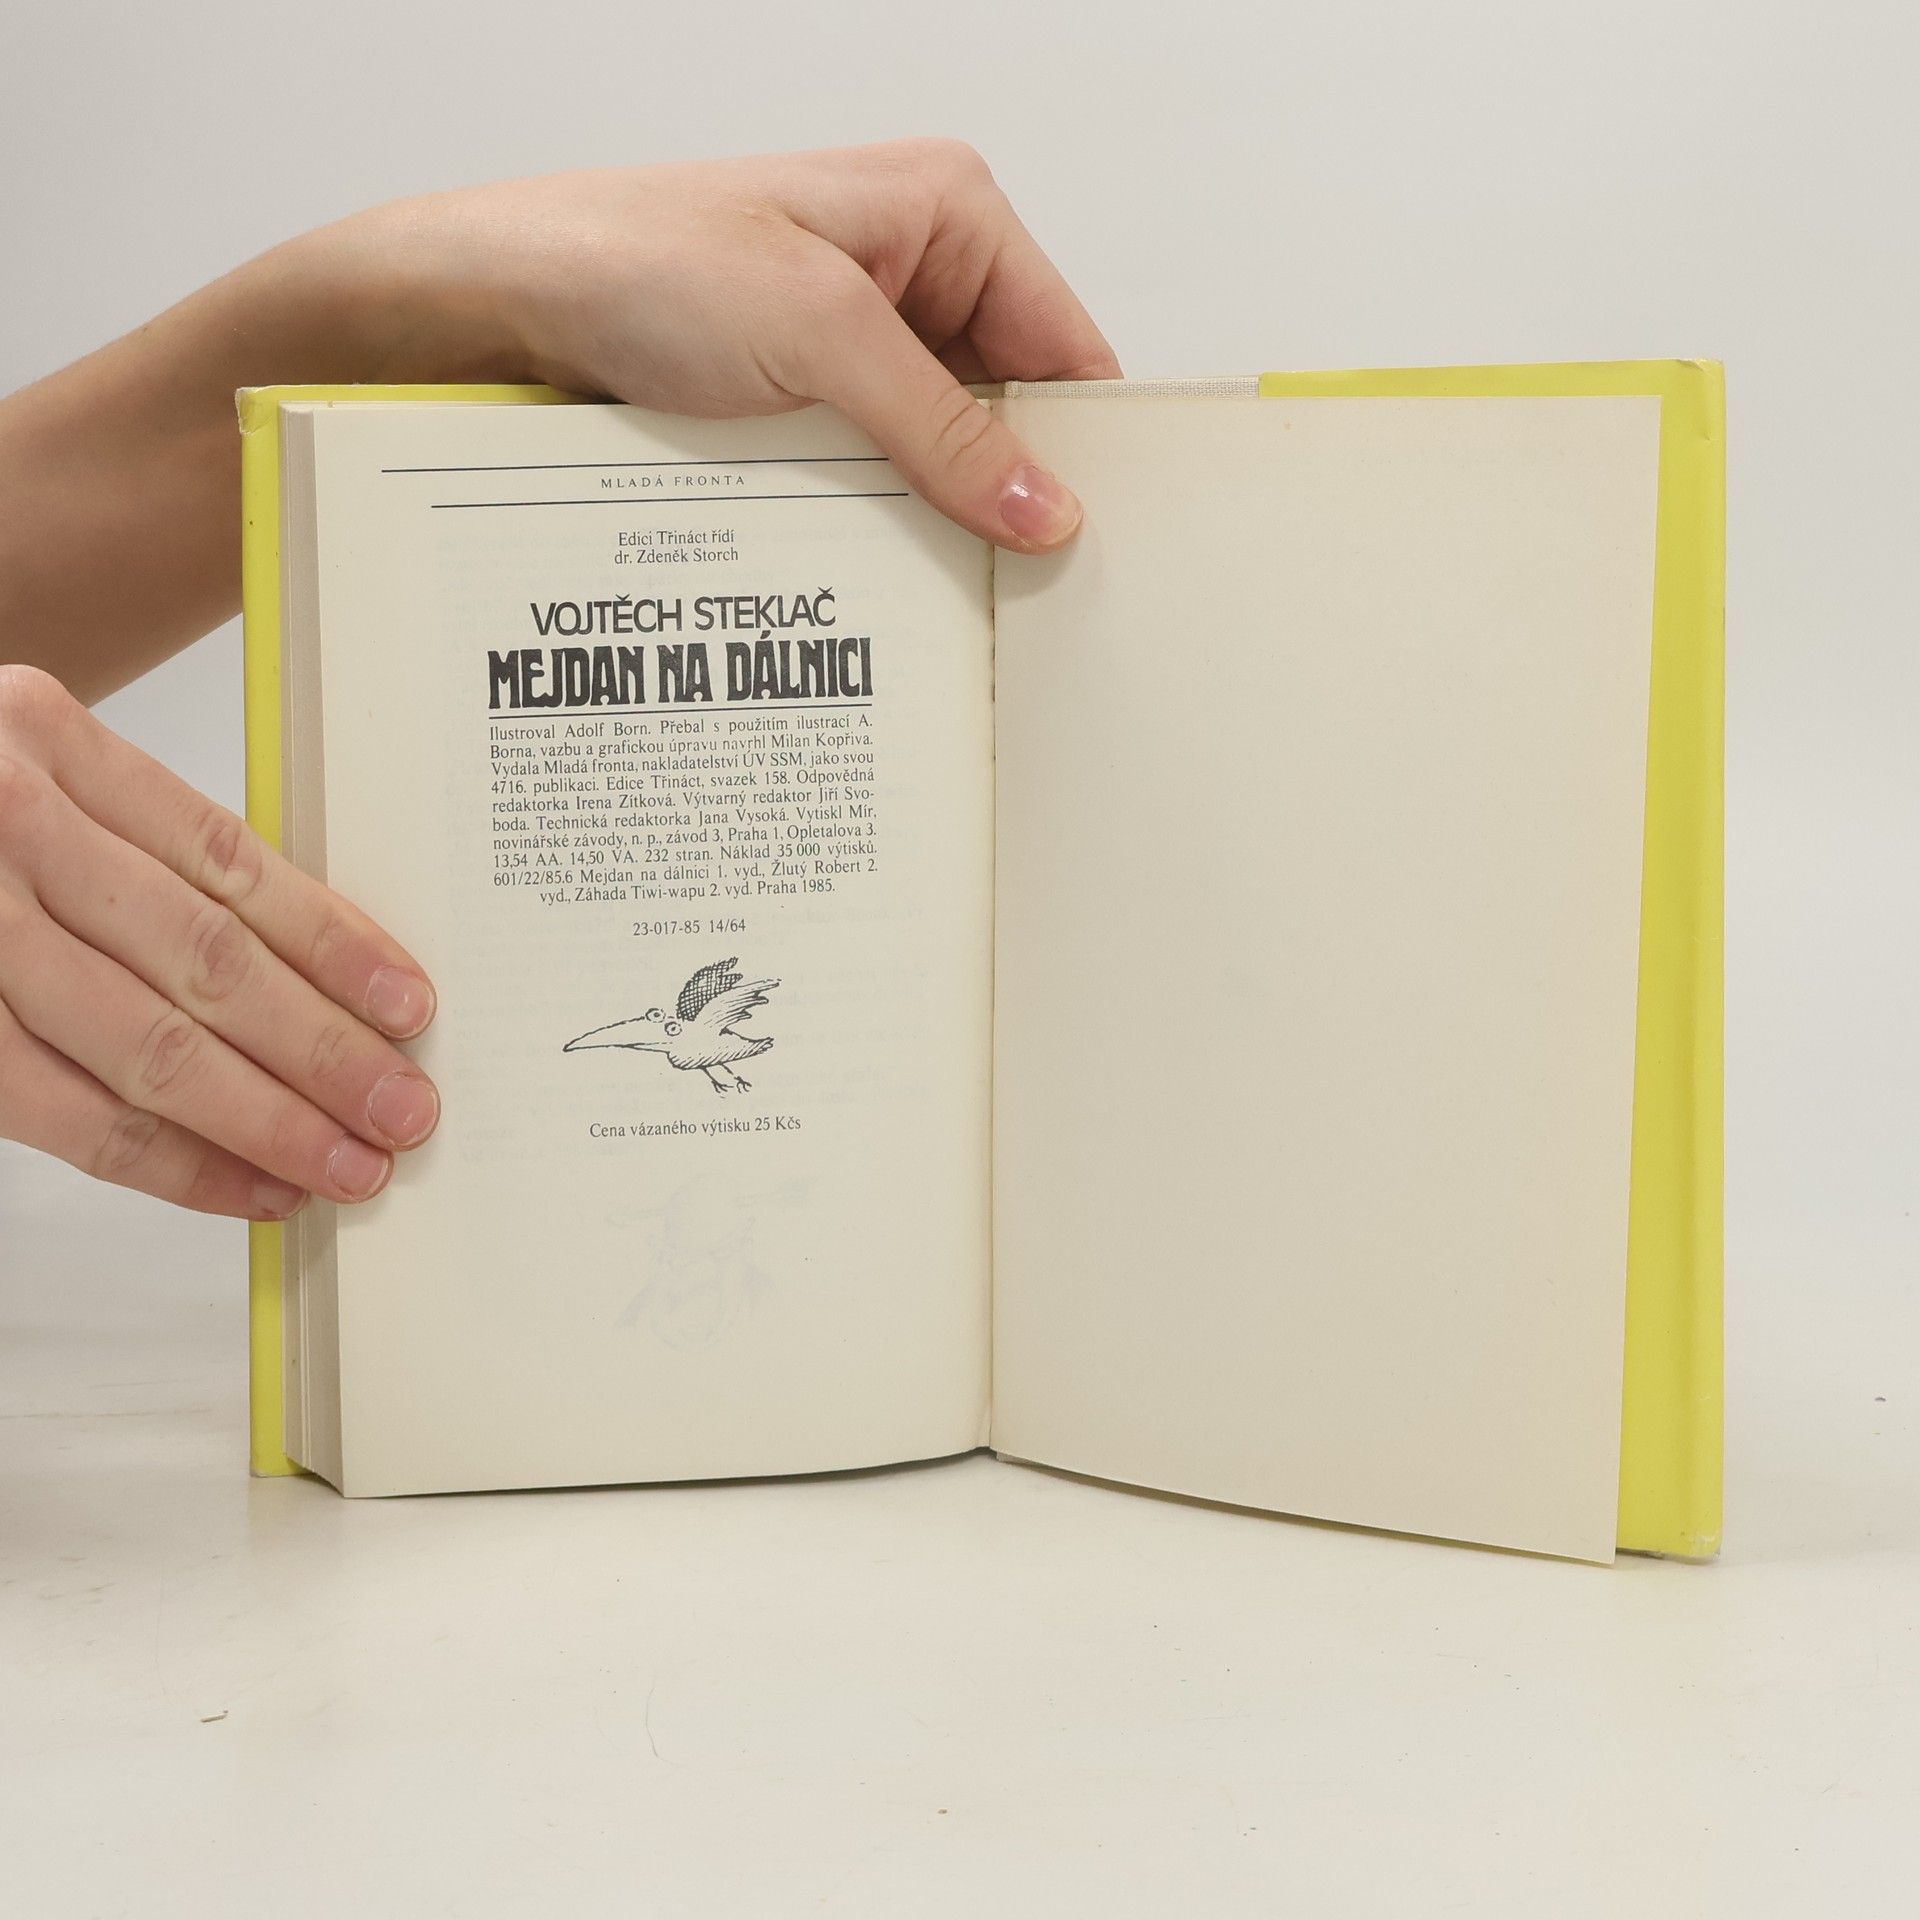 MLADÁ FRONTA
Edici Třináct řídí
dr. Zdeněk Storch
VOJTĚCH STEKLAČ
MEJDAN NA DÁLNICI
Ilustroval Adolf Born. Přebal s použitím ilustrací A.
Borna, vazbu a grafickou úpravu navrhl Milan Kopřiva.
Vydala Mladá fronta, nakladatelství ÚV SSM, jako svou
4716. publikaci. Edice Třináct, svazek 158. Odpovědná
redaktorka Irena Zítková. Výtvarný redaktor Jiří Svo-
boda. Technická redaktorka Jana Vysoká. Vytiskl Mír,
novinářské závody, n. p., závod 3, Praha 1, Opletalova 3.
13,54 AA. 14,50 VA. 232 stran. Náklad 35 000 výtisků.
601/22/85.6 Mejdan na dálnici 1. vyd., Žlutý Robert 2.
vyd., Záhada Tiwi-wapu 2. vyd. Praha 1985.
23-017-85 14/64
Cena vázaného výtisku 25 Kčs